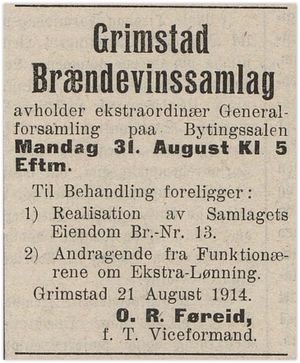 Grimstad
Brændevinssamlag
avholder ekstraordinær General-
forsamling paa Bytingssalen
Mandag 31. August Kl 5
Eftm.
Til Behandling foreligger:
1) Realisation av Samlagets
Eiendom Br.-Nr. 13.
2) Andragende fra Funktionæ-
rene om Ekstra-Lønning.
Grimstad 21 August 1914.
O. R. Føreid,
f. T. Viceformand.